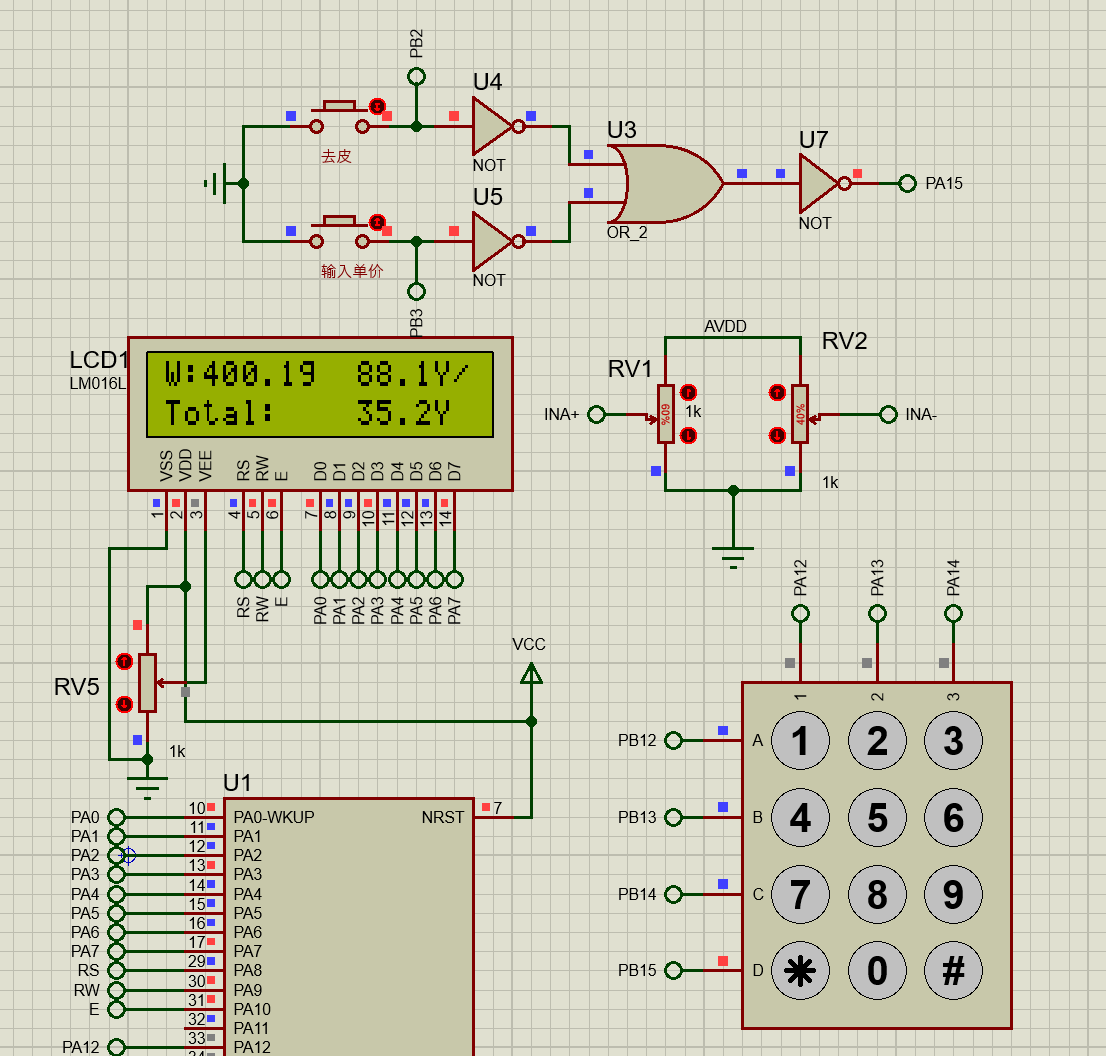 PB2
U4
去皮
NOT
U3
U7
PA15
NOT
U5
OR_2
输入单价
NOT
PB3
LCD1
LM016L
W:400.19 88.1Y/
Total: 35.2Y
VSS VDD VEE RS RW E D0 D1 D2 D3 D4 D5 D6 D7
1 2 3 4 5 6 7 8 9 10 11 12 13 14
RS RW E PA0 PA1 PA2 PA3 PA4 PA5 PA6 PA7
AVDD
RV2
RV1
1k
INA+
60%
40%
INA-
1k
VCC
RV5
1k
PA12 PA13 PA14
1 2 3
PB12 A 1 2 3
PB13 B 4 5 6
PB14 C 7 8 9
PB15 D * 0 #
U1
PA0 10 PA0-WKUP NRST 7
PA1 11 PA1
PA2 12 PA2
PA3 13 PA3
PA4 14 PA4
PA5 15 PA5
PA6 16 PA6
PA7 17 PA7
RS 29 PA8
RW 30 PA9
E 31 PA10
32 PA11
PA12 33 PA12